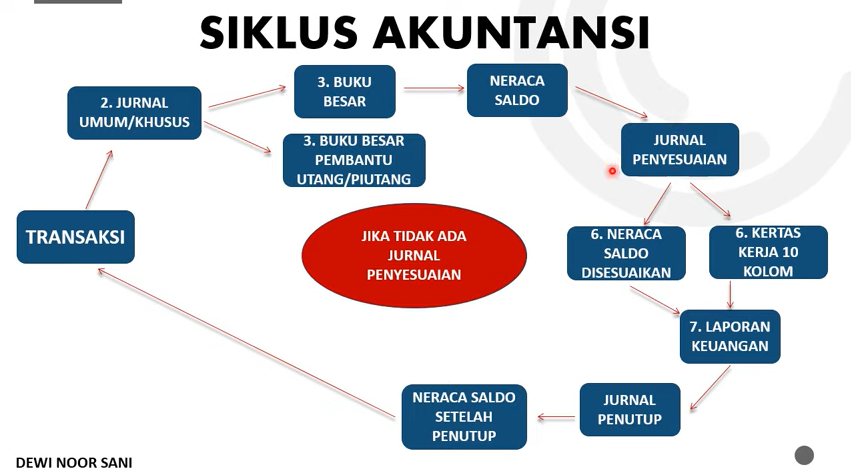 SIKLUS AKUNTANSI
3. BUKU
BESAR
NERACA
SALDO
2. JURNAL
UMUM/KHUSUS
3. BUKU BESAR
PEMBANTU
UTANG/PIUTANG
JURNAL
PENYESUAIAN
TRANSAKSI
JIKA TIDAK ADA
JURNAL
PENYESUAIAN
6. NERACA
SALDO
DISESUAIKAN
6. KERTAS
KERJA 10
KOLOM
7. LAPORAN
KEUANGAN
JURNAL
PENUTUP
NERACA SALDO
SETELAH
PENUTUP
DEWI NOOR SANI